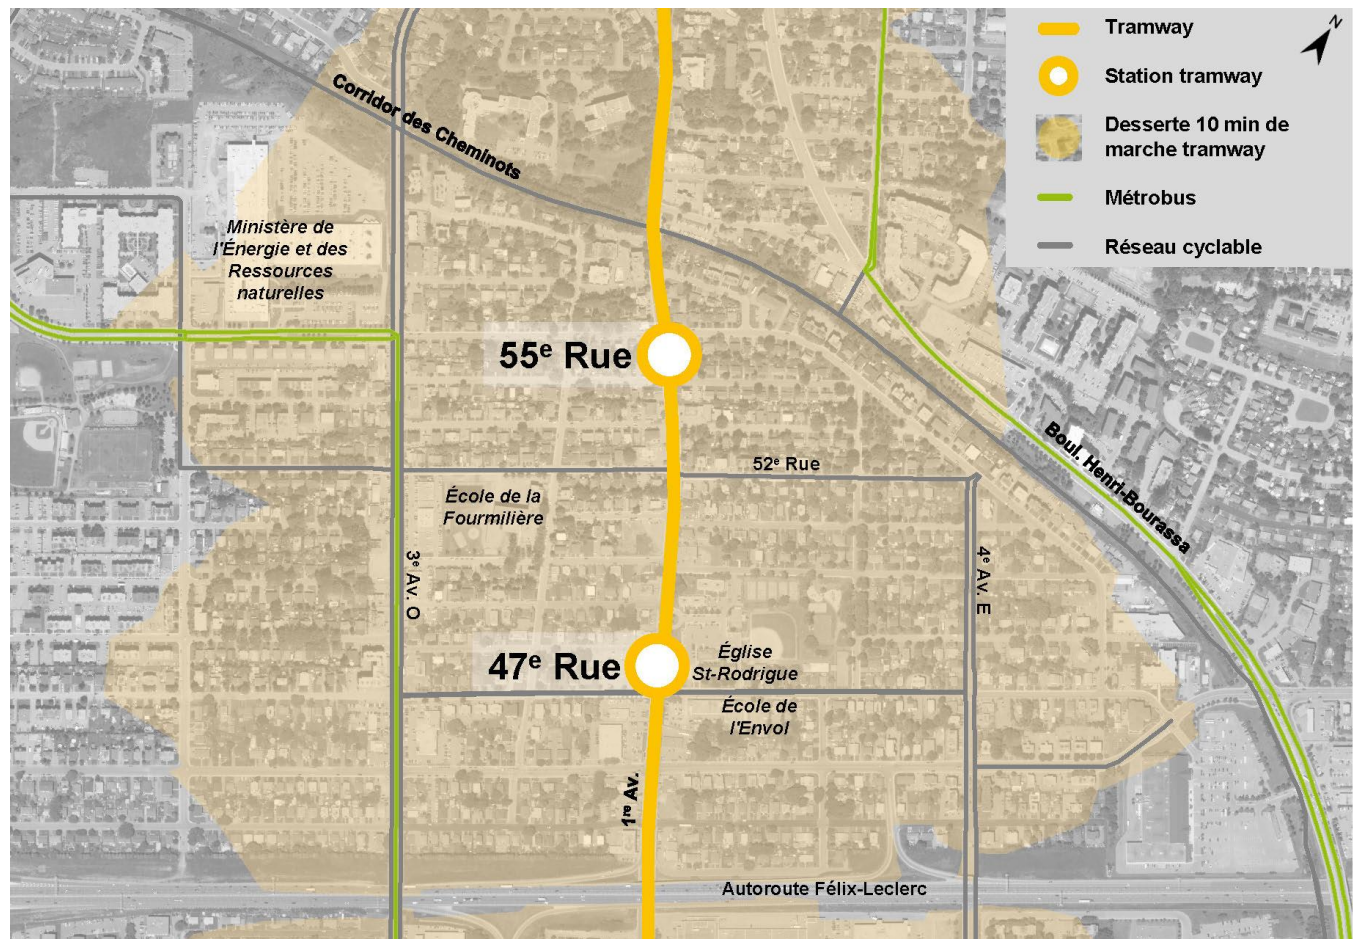 Tramway
N
Station tramway
Desserte 10 min de
marche tramway
Métrobus
Réseau cyclable
Corridor des Cheminots
Ministère de
l'Énergie et des
Ressources
naturelles
55e Rue
Boul. Henri-Bourassa
52e Rue
École de la
Fourmilière
3e Av. O
4e Av. E
47e Rue
Église
St-Rodrigue
École de
l'Envol
1re Av.
Autoroute Félix-Leclerc